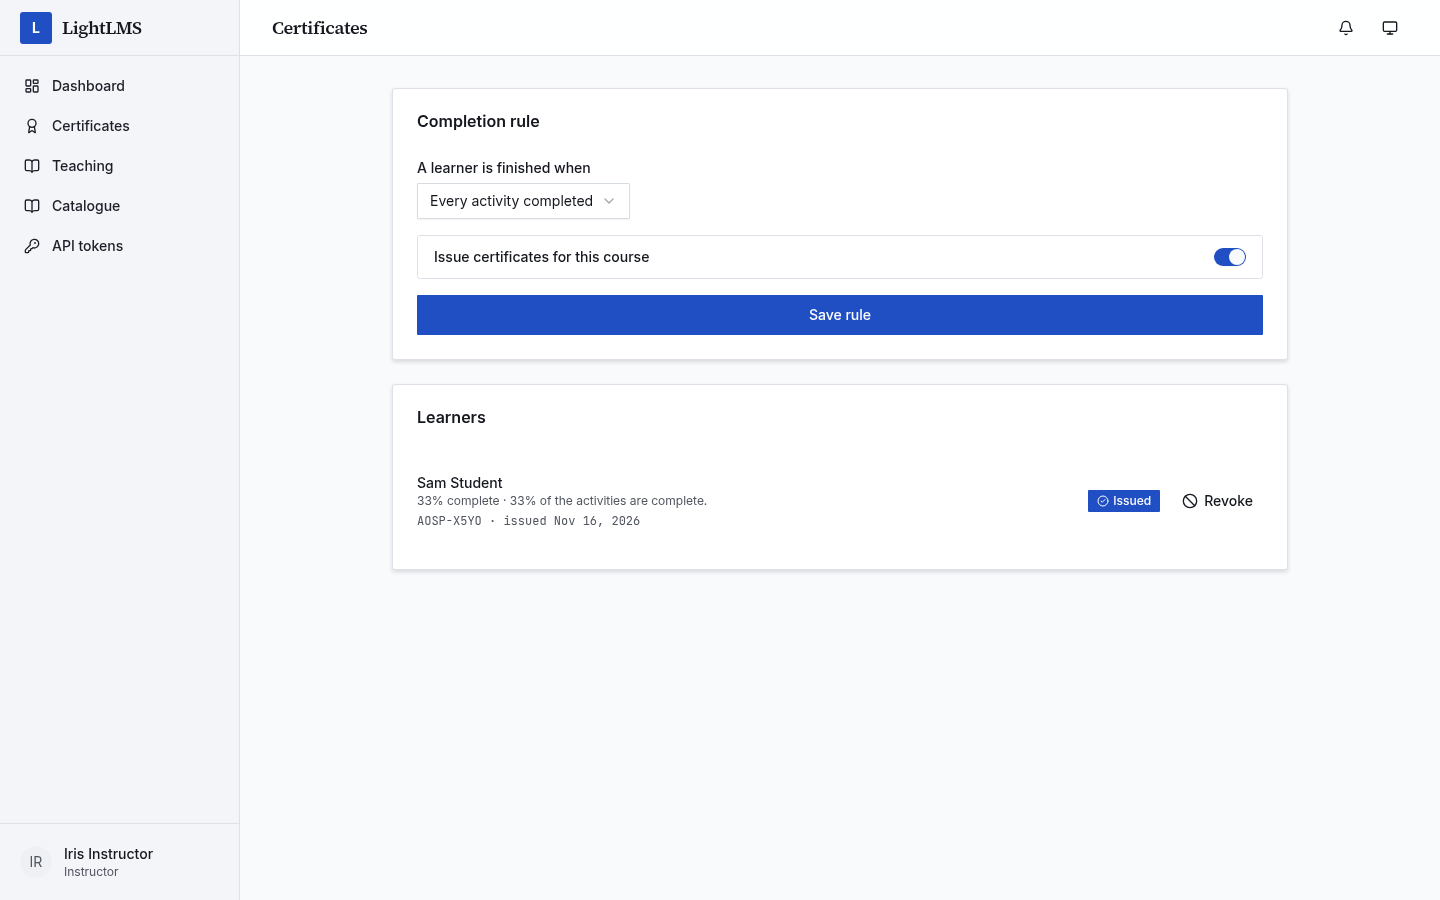 L LightLMS
Certificates
Dashboard
Certificates
Teaching
Catalogue
API tokens
Completion rule
A learner is finished when
Every activity completed
Issue certificates for this course
Save rule
Learners
Sam Student
33% complete · 33% of the activities are complete.
AOSP-X5YO · issued Nov 16, 2026
Issued
Revoke
IR
Iris Instructor
Instructor